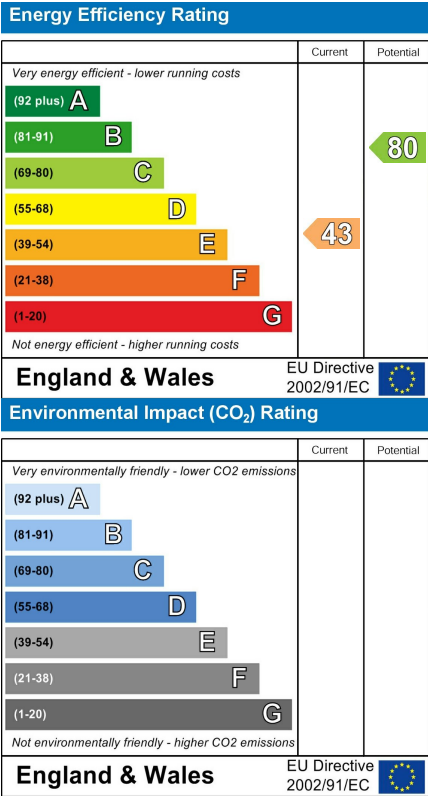 Energy Efficiency Rating
Current Potential
Very energy efficient - lower running costs
(92 plus) A
(81-91) B
80
(69-80) C
(55-68) D
(39-54) E
43
(21-38) F
(1-20) G
Not energy efficient - higher running costs
England & Wales
EU Directive
2002/91/EC
Environmental Impact (CO₂) Rating
Current Potential
Very environmentally friendly - lower CO2 emissions
(92 plus) A
(81-91) B
(69-80) C
(55-68) D
(39-54) E
(21-38) F
(1-20) G
Not environmentally friendly - higher CO2 emissions
England & Wales
EU Directive
2002/91/EC